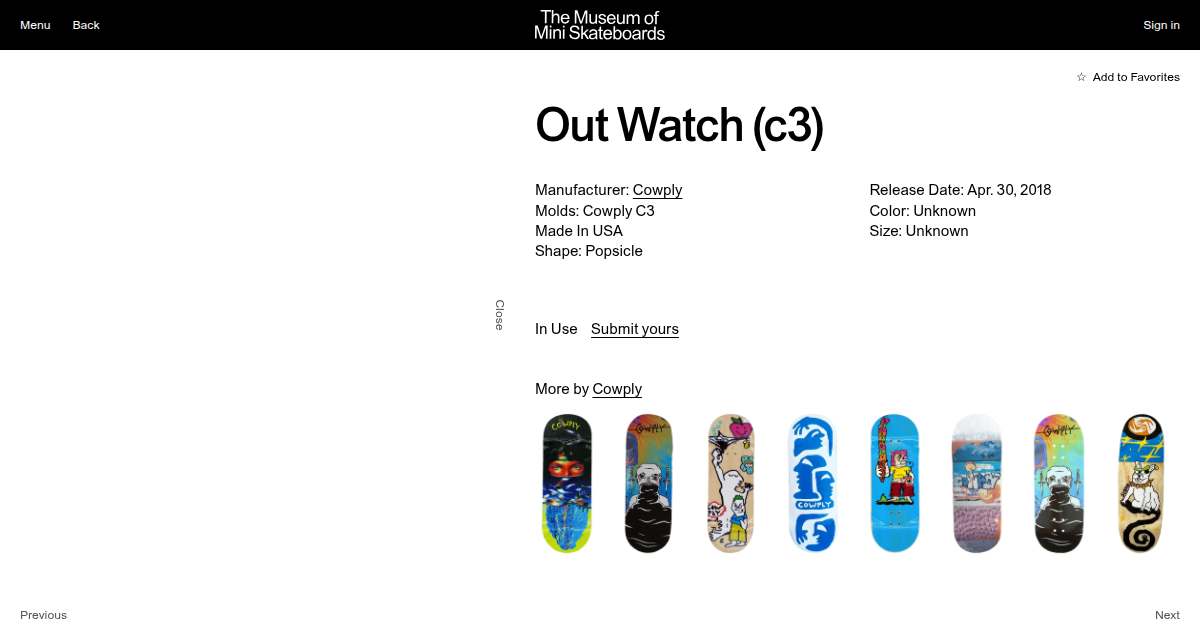 Menu
Back
The Museum of
Mini Skateboards
Sign in
☆ Add to Favorites
Out Watch (c3)
Manufacturer: Cowply
Molds: Cowply C3
Made In USA
Shape: Popsicle
Release Date: Apr. 30, 2018
Color: Unknown
Size: Unknown
Close
In Use Submit yours
More by Cowply
COWPLY
COWPLY
Previous
Next